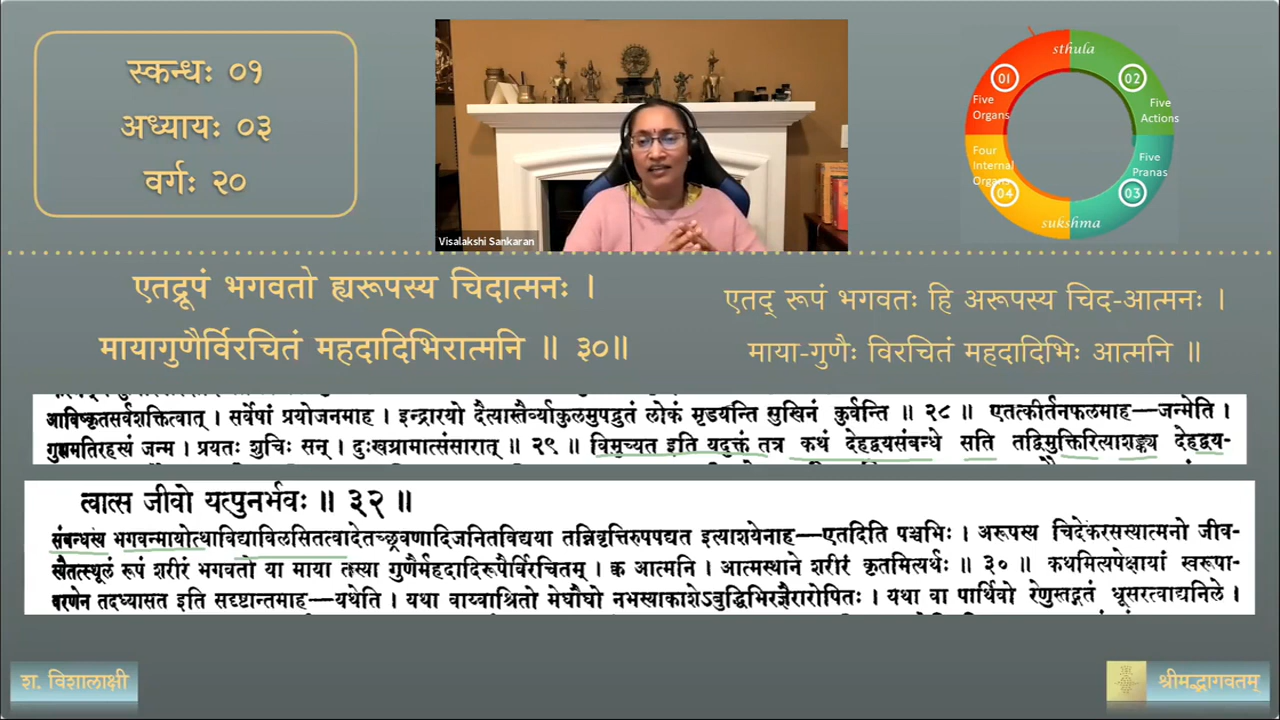 स्कन्धः ०१
अध्यायः ०३
वर्गः २०
Visalakshi Sankaran
sthula
01
02
Five
Organs
Five
Actions
Four
Internal
Organs
04
Five
Pranas
03
sukshma
एतद्रूपं भगवतो ह्यरूपस्य चिदात्मनः ।
मायागुणैर्विरचितं महदादिभिरात्मनि ॥ ३०॥
एतद् रूपं भगवतः हि अरूपस्य चिद-आत्मनः ।
माया-गुणैः विरचितं महदादिभिः आत्मनि ॥
आविष्कृतसर्वशक्तित्वात् । सर्वेषां प्रयोजनमाह । इन्द्रारयो दैत्यास्तैर्व्याकुलमुपद्रुतं लोकं मृडयन्ति सुखिनं कुर्वन्ति ॥ २८ ॥ एतत्कीर्तनफलमाह—जन्मेति ।
गुह्यमतिरहस्यं जन्म । प्रयतः शुचिः सन् । दुःखग्रामात्संसारात् ॥ २९ ॥ विमुच्यत इति यदुक्तं तत्र कथं देहद्वयसंबन्धे सति तद्विमुक्तिरित्याशङ्क्य देहद्वय-
त्वात्स जीवो यत्पुनर्भवः ॥ ३२ ॥
संबन्धस्य भगवन्मायोत्थाविद्याविलसितत्वादेतच्छ्रवणादिजनितविद्यया तन्निवृत्तिरुपपद्यत इत्याशयेनाह—एतदिति पञ्चभिः । अरूपस्य चिदेकरसस्यात्मनो जीव-
स्यैतत्स्थूलं रूपं शरीरं भगवतो या माया तस्या गुणैर्महदादिरूपैर्विरचितम् । क्व आत्मनि । आत्मस्थाने शरीरं कृतमित्यर्थः ॥ ३० ॥ कथमित्यपेक्षायां स्वरूपा-
वरणेन तदध्यासत इति सदृष्टान्तमाह—यथेति । यथा वाय्वाश्रितो मेघौघो नभस्याकाशेऽबुद्धिभिरज्ञैरारोपितः । यथा वा पार्थिवो रेणुस्तद्गतं धूसरत्वाद्यनिले ।
श. विशालाक्षी
श्रीमद्भागवतम्